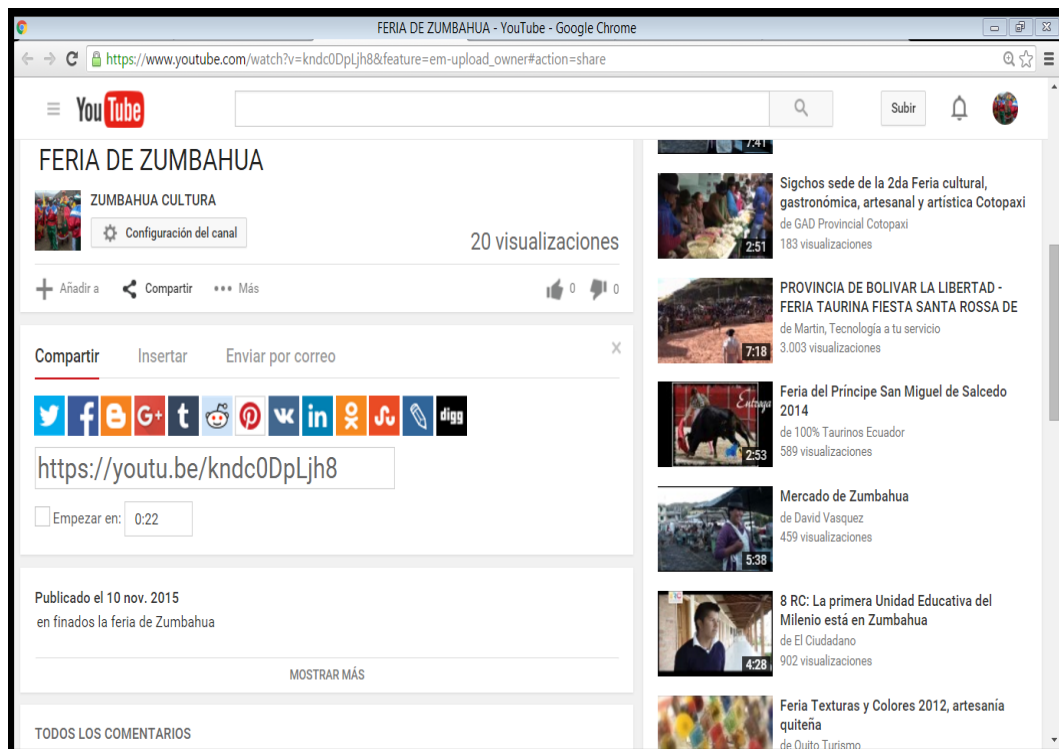 FERIA DE ZUMBAHUA - YouTube - Google Chrome
https://www.youtube.com/watch?v=kndc0DpLjh8&feature=em-upload_owner#action=share
You Tube
Subir
FERIA DE ZUMBAHUA
ZUMBAHUA CULTURA
Configuración del canal
20 visualizaciones
Añadir a
Compartir
Más
0
0
Compartir
Insertar
Enviar por correo
digg
https://youtu.be/kndc0DpLjh8
Empezar en:
0:22
Publicado el 10 nov. 2015
en finados la feria de Zumbahua
MOSTRAR MÁS
TODOS LOS COMENTARIOS
7:41
Sigchos sede de la 2da Feria cultural,
gastronómica, artesanal y artística Cotopaxi
de GAD Provincial Cotopaxi
183 visualizaciones
2:51
PROVINCIA DE BOLIVAR LA LIBERTAD -
FERIA TAURINA FIESTA SANTA ROSSA DE
de Martin, Tecnología a tu servicio
3.003 visualizaciones
7:18
Feria del Príncipe San Miguel de Salcedo
2014
de 100% Taurinos Ecuador
589 visualizaciones
Entrega
2:53
Mercado de Zumbahua
de David Vasquez
459 visualizaciones
5:38
8 RC: La primera Unidad Educativa del
Milenio está en Zumbahua
de El Ciudadano
902 visualizaciones
4:28
Feria Texturas y Colores 2012, artesanía
quiteña
de Quito Turismo